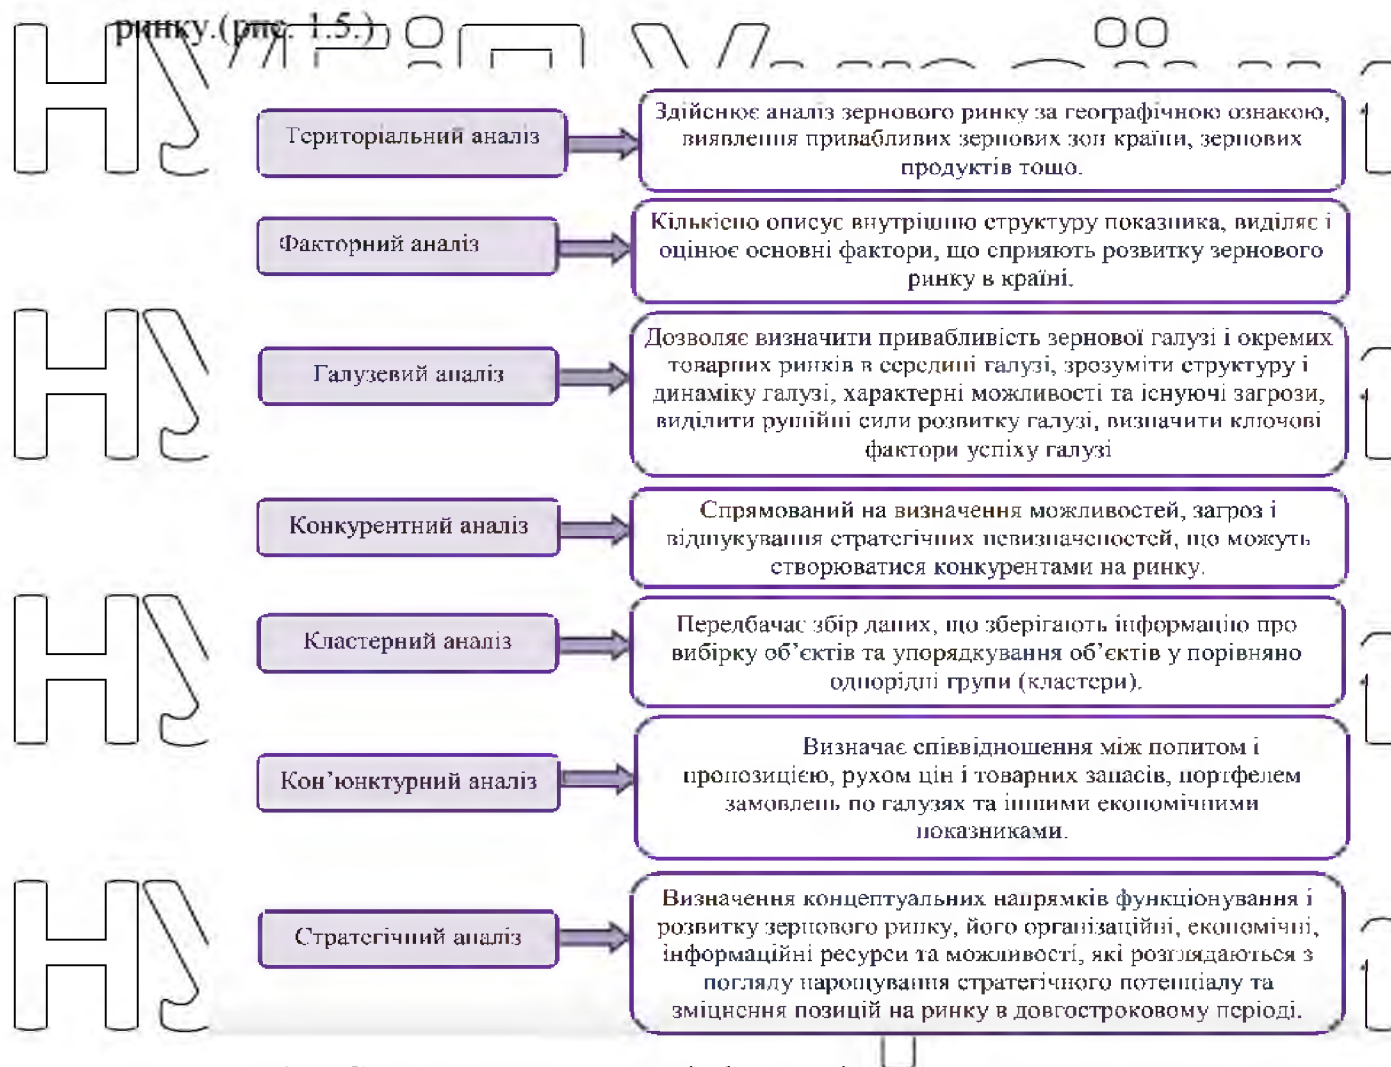 ринку.(рис. 1.5.)
Територіальний аналіз
Здійснює аналіз зернового ринку за географічною ознакою,
виявлення привабливих зернових зон країни, зернових
продуктів тощо.
Факторний аналіз
Кількісно описує внутрішню структуру показника, виділяє і
оцінює основні фактори, що сприяють розвитку зернового
ринку в країні.
Галузевий аналіз
Дозволяє визначити привабливість зернової галузі і окремих
товарних ринків в середині галузі, зрозуміти структуру і
динаміку галузі, характерні можливості та існуючі загрози,
виділити рушійні сили розвитку галузі, визначити ключові
фактори успіху галузі
Конкурентний аналіз
Спрямований на визначення можливостей, загроз і
відшукування стратегічних невизначеностей, що можуть
створюватися конкурентами на ринку.
Кластерний аналіз
Передбачає збір даних, що зберігають інформацію про
вибірку об’єктів та упорядкування об’єктів у порівняно
однорідні групи (кластери).
Кон’юнктурний аналіз
Визначає співвідношення між попитом і
пропозицією, рухом цін і товарних запасів, портфелем
замовлень по галузях та іншими економічними
показниками.
Стратегічний аналіз
Визначення концептуальних напрямків функціонування і
розвитку зернового ринку, його організаційні, економічні,
інформаційні ресурси та можливості, які розглядаються з
погляду нарощування стратегічного потенціалу та
зміцнення позицій на ринку в довгостроковому періоді.
НУ
НУ
НУ
НУ